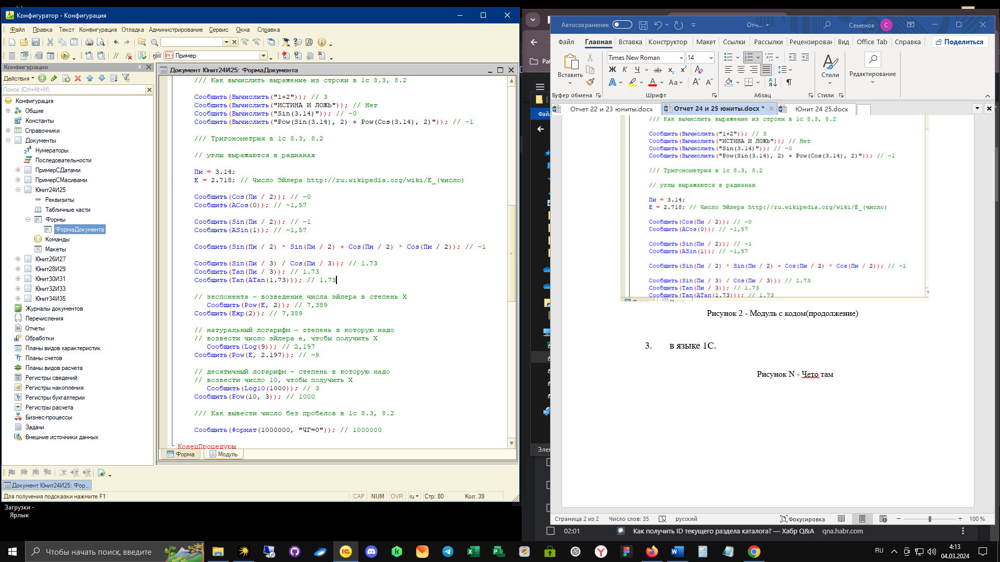 Конфигуратор - Конфигурация
Файл Правка Текст Конфигурация Отладка Администрирование Сервис Окна Справка
Пример
Конфигурация
Действия
Поиск (Ctrl+Alt+M)
Конфигурация
Общие
Константы
Справочники
Документы
Нумераторы
Последовательности
ПримерСДатами
ПримерСМасивами
Юнит24И25
Реквизиты
Табличные части
Формы
ФормаДокумента
Команды
Макеты
Юнит26И27
Юнит28И29
Юнит30И31
Юнит32И33
Юнит34И35
Журналы документов
Перечисления
Отчеты
Обработки
Планы видов характеристик
Планы счетов
Планы видов расчета
Регистры сведений
Регистры накопления
Регистры бухгалтерии
Регистры расчета
Бизнес-процессы
Задачи
Внешние источники данных
Документ Юнит24И25: ФормаДокумента
/// Как вычислить выражение из строки в 1с 8.3, 8.2
Сообщить(Вычислить("1+2")); // 3
Сообщить(Вычислить("ИСТИНА И ЛОЖЬ")); // Нет
Сообщить(Вычислить("Sin(3.14)")); // ~0
Сообщить(Вычислить("Pow(Sin(3.14), 2) + Pow(Cos(3.14), 2)")); // ~1
/// Тригонометрия в 1с 8.3, 8.2
// углы выражаются в радианах
Пи = 3.14;
Е = 2.718; // Число Эйлера http://ru.wikipedia.org/wiki/E_(число)
Сообщить(Cos(Пи / 2)); // ~0
Сообщить(ACos(0)); // ~1,57
Сообщить(Sin(Пи / 2)); // ~1
Сообщить(ASin(1)); // ~1,57
Сообщить(Sin(Пи / 2) * Sin(Пи / 2) + Cos(Пи / 2) * Cos(Пи / 2)); // ~1
Сообщить(Sin(Пи / 3) / Cos(Пи / 3)); // 1.73
Сообщить(Tan(Пи / 3)); // 1.73
Сообщить(Tan(ATan(1.73))); // 1.73
// экспонента - возведение числа эйлера в степень X
Сообщить(Pow(E, 2)); // 7,389
Сообщить(Exp(2)); // 7,389
// натуральный логарифм - степень в которую надо
// возвести число эйлера e, чтобы получить X
Сообщить(Log(9)); // 2,197
Сообщить(Pow(E, 2.197)); // ~9
// десятичный логарифм - степень в которую надо
// возвести число 10, чтобы получить X
Сообщить(Log10(1000)); // 3
Сообщить(Pow(10, 3)); // 1000
/// Как вывести число без пробелов в 1с 8.3, 8.2
Сообщить(Формат(1000000, "ЧГ=0")); // 1000000
КонецПроцедуры
Форма Модуль
Документ Юнит24И25: Фор...
Для получения подсказки нажмите F1 CAP NUM OVR ru Стр: 80 Кол: 39
Загрузки -
Ярлык
Автосохранение Отч... Семенов С
Файл Главная Вставка Конструктор Макет Ссылки Рассылки Рецензирован Вид Office Tab Справка Поделиться
Вставить
Times New Roman 14
Ж К Ч ab x₂ x²
Aa
Стили
Редактирование
Буфер обмена Шрифт Абзац Стили
Отчет 22 и 23 юниты.docx Отчет 24 и 25 юниты.docx * Юнит 24 25.docx
/// Как вычислить выражение из строки в 1с 8.3, 8.2
Сообщить(Вычислить("1+2")); // 3
Сообщить(Вычислить("ИСТИНА И ЛОЖЬ")); // Нет
Сообщить(Вычислить("Sin(3.14)")); // ~0
Сообщить(Вычислить("Pow(Sin(3.14), 2) + Pow(Cos(3.14), 2)")); // ~1
/// Тригонометрия в 1с 8.3, 8.2
// углы выражаются в радианах
Пи = 3.14;
Е = 2.718; // Число Эйлера http://ru.wikipedia.org/wiki/E_(число)
Сообщить(Cos(Пи / 2)); // ~0
Сообщить(ACos(0)); // ~1,57
Сообщить(Sin(Пи / 2)); // ~1
Сообщить(ASin(1)); // ~1,57
Сообщить(Sin(Пи / 2) * Sin(Пи / 2) + Cos(Пи / 2) * Cos(Пи / 2)); // ~1
Сообщить(Sin(Пи / 3) / Cos(Пи / 3)); // 1.73
Сообщить(Tan(Пи / 3)); // 1.73
Сообщить(Tan(ATan(1.73))); // 1.73
Рисунок 2 - Модуль с кодом(продолжение)
3. в языке 1С.
Рисунок N - Чето там
Страница 2 из 2 Число слов: 35 русский Фокусировка 100 %
02:01 Как получить ID текущего раздела каталога? — Хабр Q&A qna.habr.com
Чтобы начать поиск, введите
RU
4:13
04.03.2024